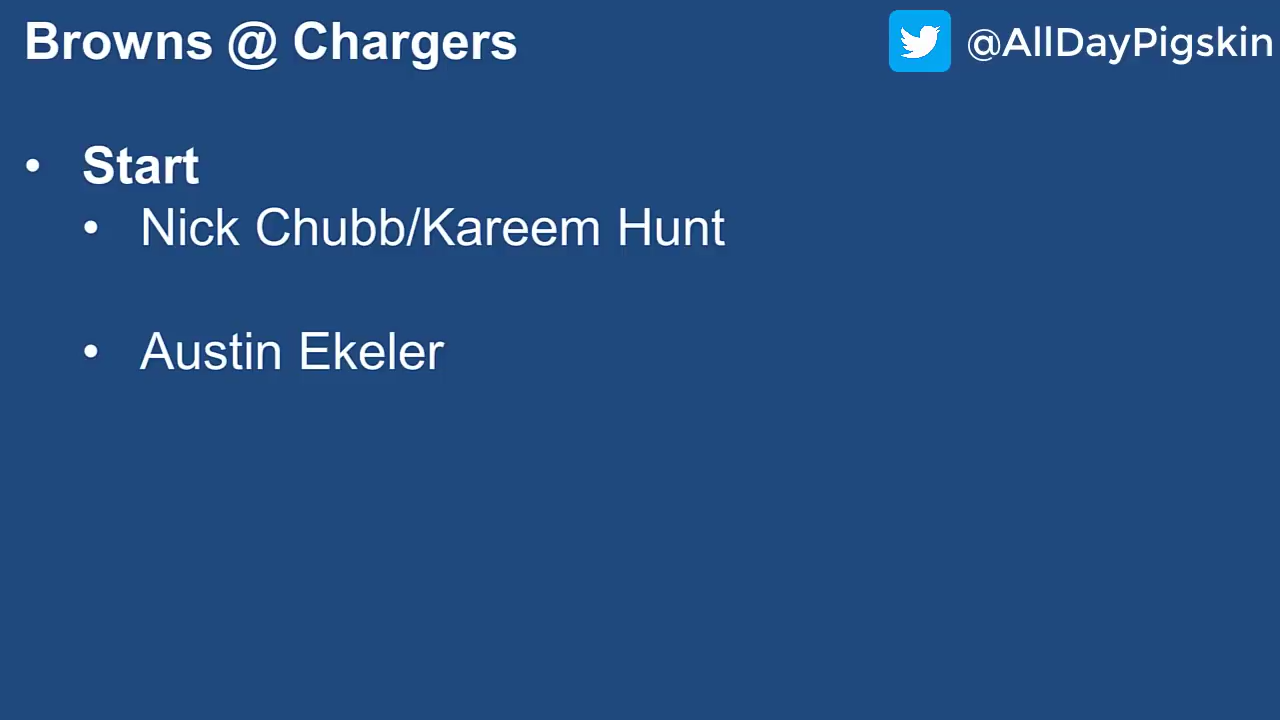 Browns @ Chargers
@AllDayPigskin
• Start
• Nick Chubb/Kareem Hunt
• Austin Ekeler